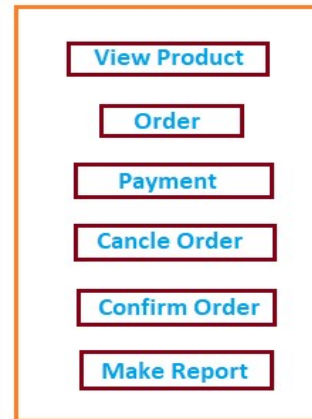 View Product
Order
Payment
Cancle Order
Confirm Order
Make Report